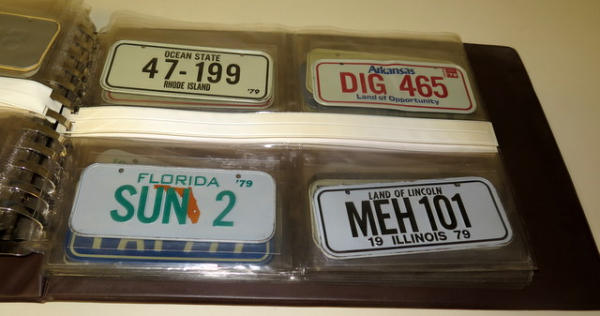 OCEAN STATE
47-199
RHODE ISLAND '79
Arkansas
DIG 465
Land of Opportunity
FLORIDA '79
SUN 2
LAND OF LINCOLN
MEH 101
19 ILLINOIS 79